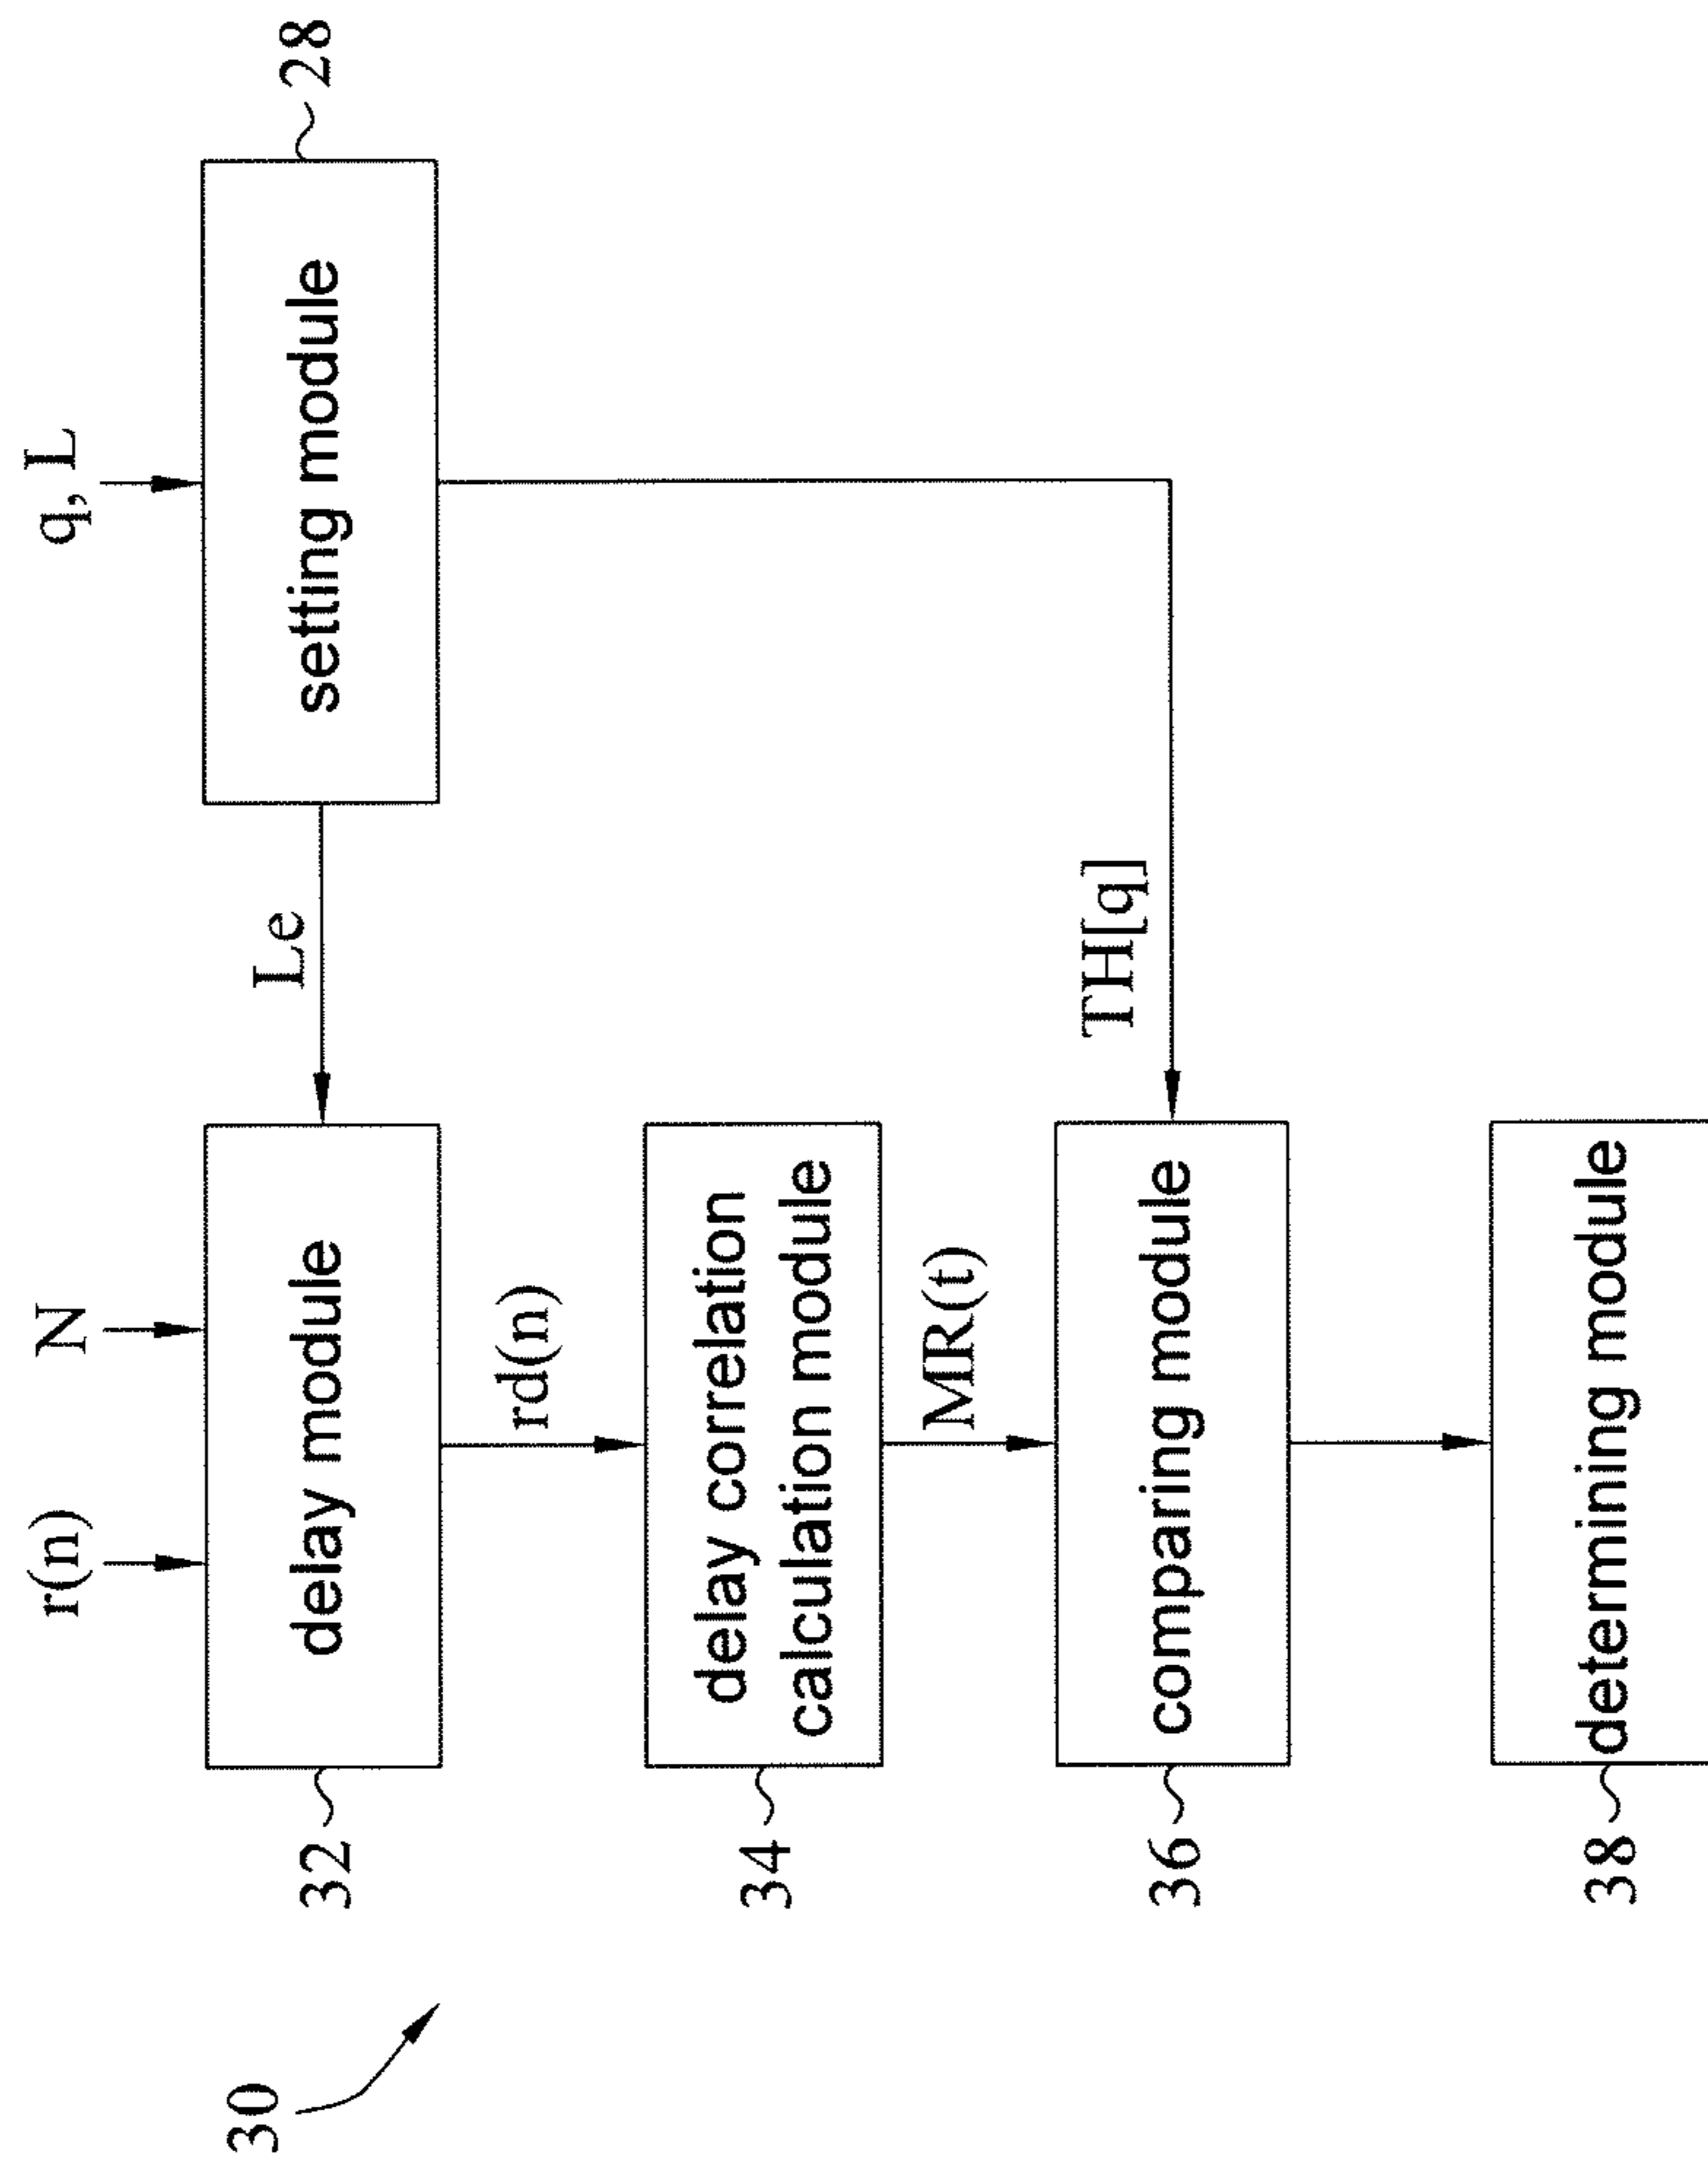 30
32
r(n)
N
delay module
Le
q, L
setting module
28
rd(n)
34
delay correlation
calculation module
MR(t)
36
comparing module
TH[q]
38
determining module